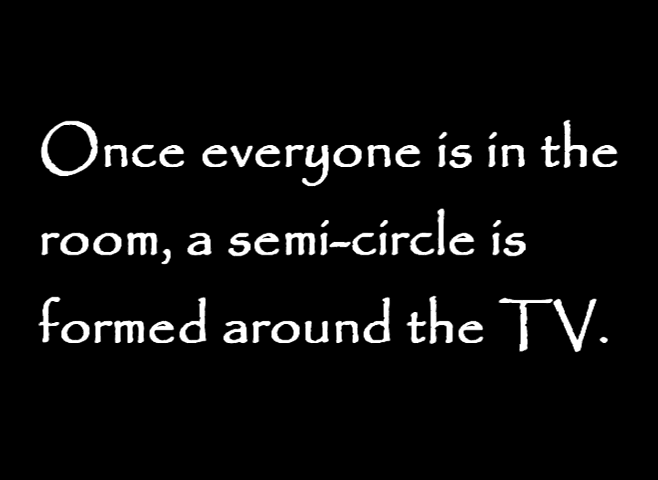 Once everyone is in the
room, a semi-circle is
formed around the TV.